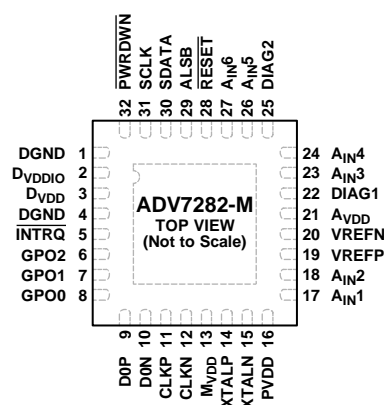 PWRDWN
SCLK
SDATA
ALSB
RESET
AIN6
AIN5
DIAG2
32 31 30 29 28 27 26 25
DGND 1
DVDDIO 2
DVDD 3
DGND 4
INTRQ 5
GPO2 6
GPO1 7
GPO0 8
ADV7282-M
TOP VIEW
(Not to Scale)
24 AIN4
23 AIN3
22 DIAG1
21 AVDD
20 VREFN
19 VREFP
18 AIN2
17 AIN1
9 10 11 12 13 14 15 16
D0P
D0N
CLKP
CLKN
MVDD
XTALP
XTALN
PVDD